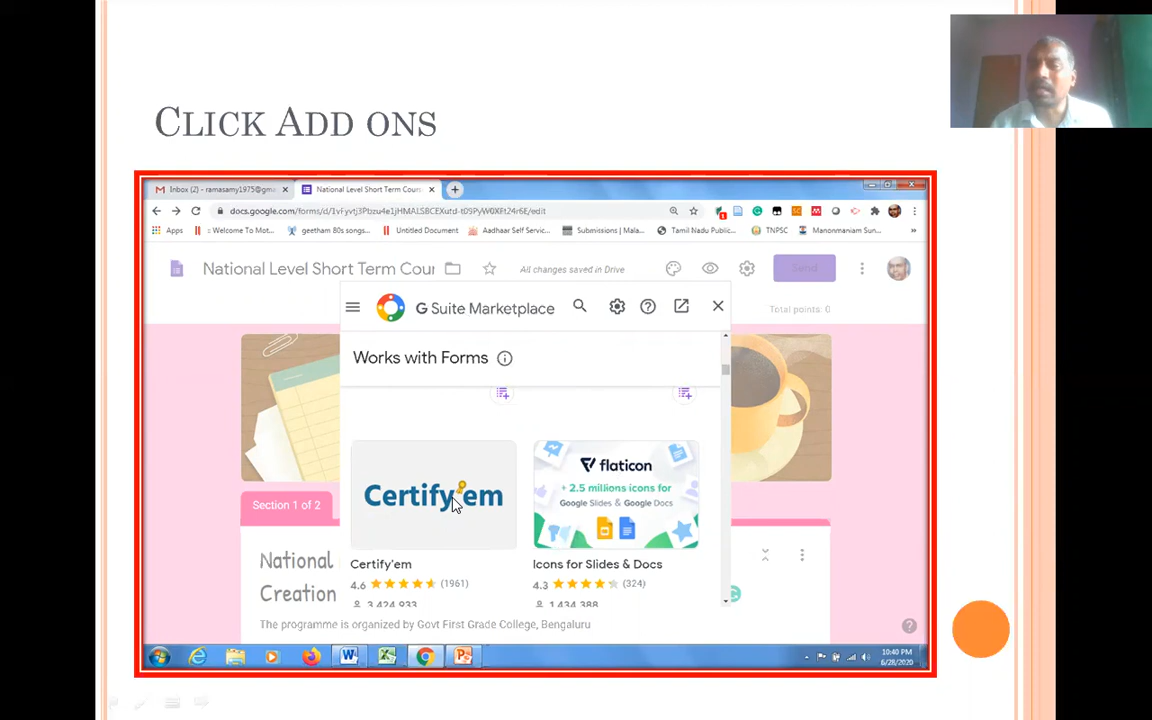 CLICK ADD ONS
Inbox (2) - ramasamy1975@gm
National Level Short Term Cours
docs.google.com/forms/d/
/edit
Apps
:: Welcome To Mot...
geetham 80s songs...
Untitled Document
Aadhaar Self Servic...
Submissions | Mala...
Tamil Nadu Public...
TNPSC
Manonmaniam Sun...
National Level Short Term Cour
All changes saved in Drive
Send
Total points: 0
G Suite Marketplace
Works with Forms
Certify'em
flaticon
+ 2.5 millions icons for
Google Slides & Google Docs
Section 1 of 2
Certify'em
Icons for Slides & Docs
4.6
(1961)
4.3
(324)
3,424,933
1,434,388
National
Creation
The programme is organized by Govt First Grade College, Bengaluru
10:40 PM
6/28/2020